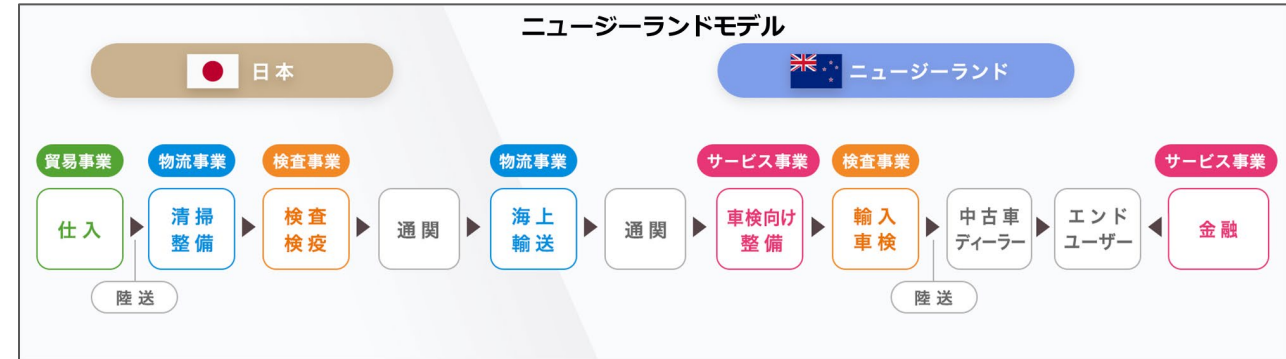 ニュージーランドモデル
日本
ニュージーランド
貿易事業
物流事業
検査事業
物流事業
サービス事業
検査事業
サービス事業
仕入
清掃
整備
検査
検疫
通関
海上
輸送
通関
車検向け
整備
輸入
車検
中古車
ディーラー
エンド
ユーザー
金融
陸送
陸送